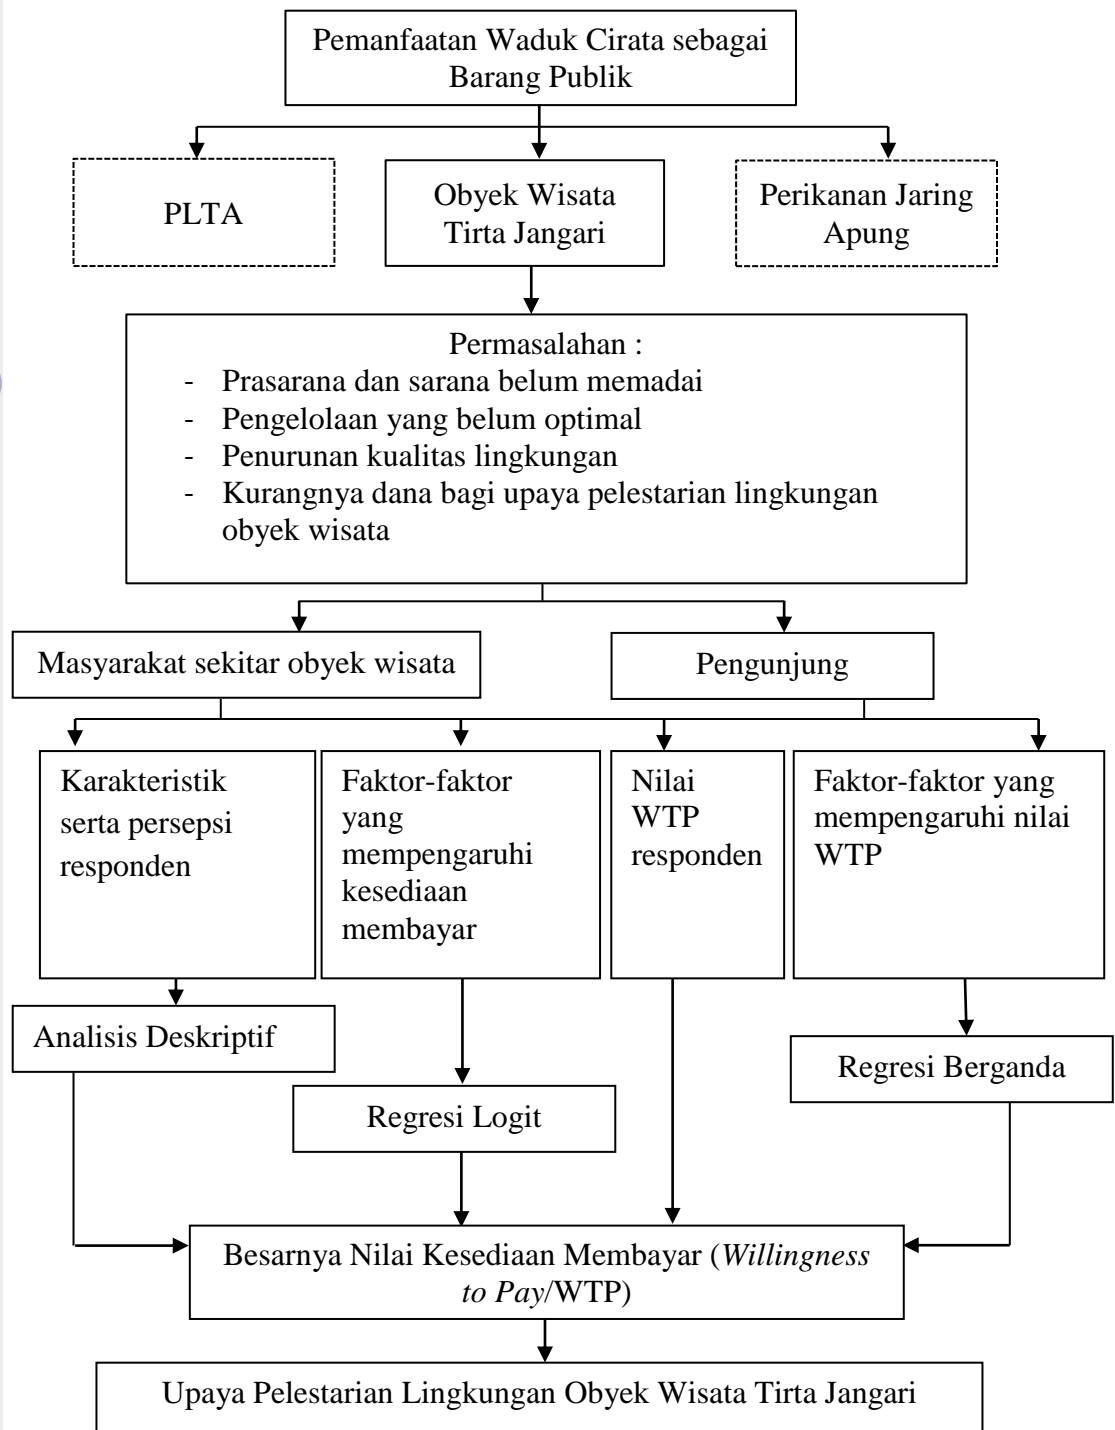 Pemanfaatan Waduk Cirata sebagai
Barang Publik
PLTA
Obyek Wisata
Tirta Jangari
Perikanan Jaring
Apung
Permasalahan :
- Prasarana dan sarana belum memadai
- Pengelolaan yang belum optimal
- Penurunan kualitas lingkungan
- Kurangnya dana bagi upaya pelestarian lingkungan
obyek wisata
Masyarakat sekitar obyek wisata
Pengunjung
Karakteristik
serta persepsi
responden
Faktor-faktor
yang
mempengaruhi
kesediaan
membayar
Nilai
WTP
responden
Faktor-faktor yang
mempengaruhi nilai
WTP
Analisis Deskriptif
Regresi Berganda
Regresi Logit
Besarnya Nilai Kesediaan Membayar (Willingness
to Pay/WTP)
Upaya Pelestarian Lingkungan Obyek Wisata Tirta Jangari